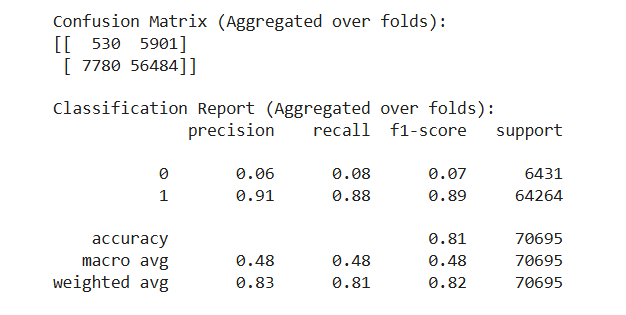 Confusion Matrix (Aggregated over folds):
[[  530  5901]
 [ 7780 56484]]
Classification Report (Aggregated over folds):
precision recall f1-score support
0 0.06 0.08 0.07 6431
1 0.91 0.88 0.89 64264
accuracy 0.81 70695
macro avg 0.48 0.48 0.48 70695
weighted avg 0.83 0.81 0.82 70695